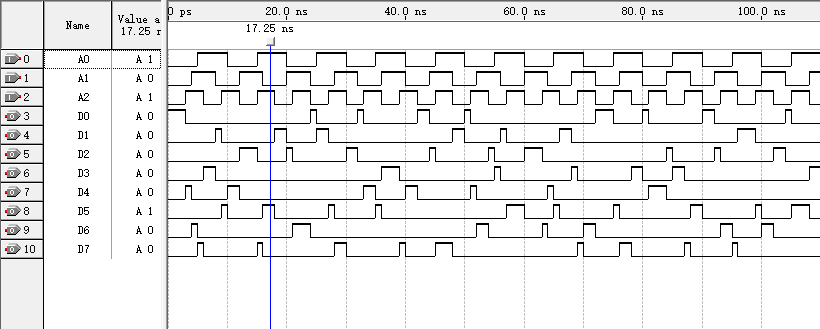 Name
Value a
17.25 r
0 ps
20.0 ns
40.0 ns
60.0 ns
80.0 ns
100.0 ns
17.25 ns
0 A0 A 1
1 A1 A 0
2 A2 A 1
3 D0 A 0
4 D1 A 0
5 D2 A 0
6 D3 A 0
7 D4 A 0
8 D5 A 1
9 D6 A 0
10 D7 A 0